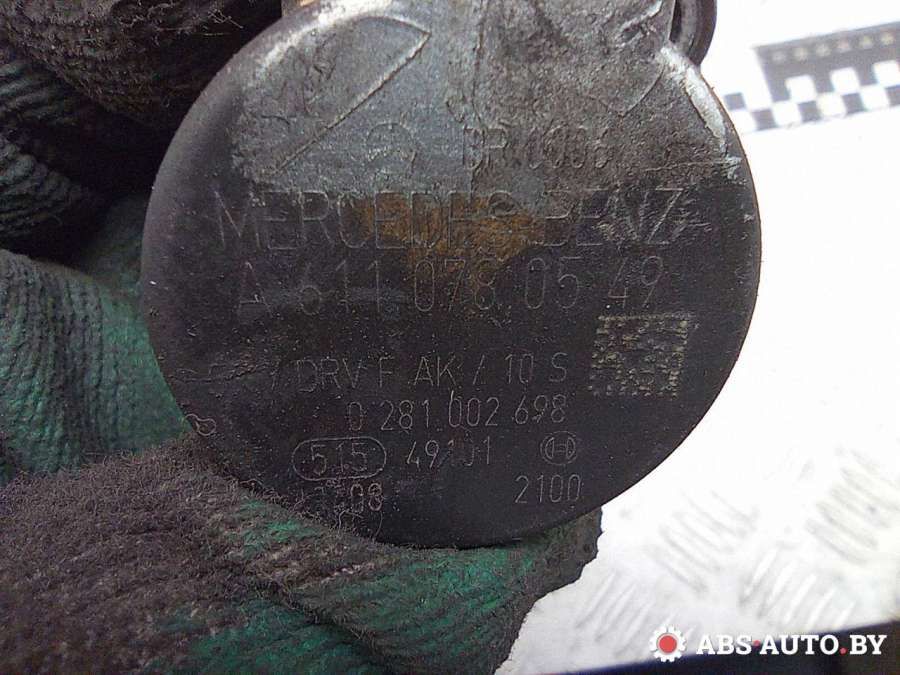 MERCEDES-BENZ
A 611 078 05 49
/ DRV F AK / 10 S
0 281 002 698
515 49101
08 2100
ABS-AUTO.BY